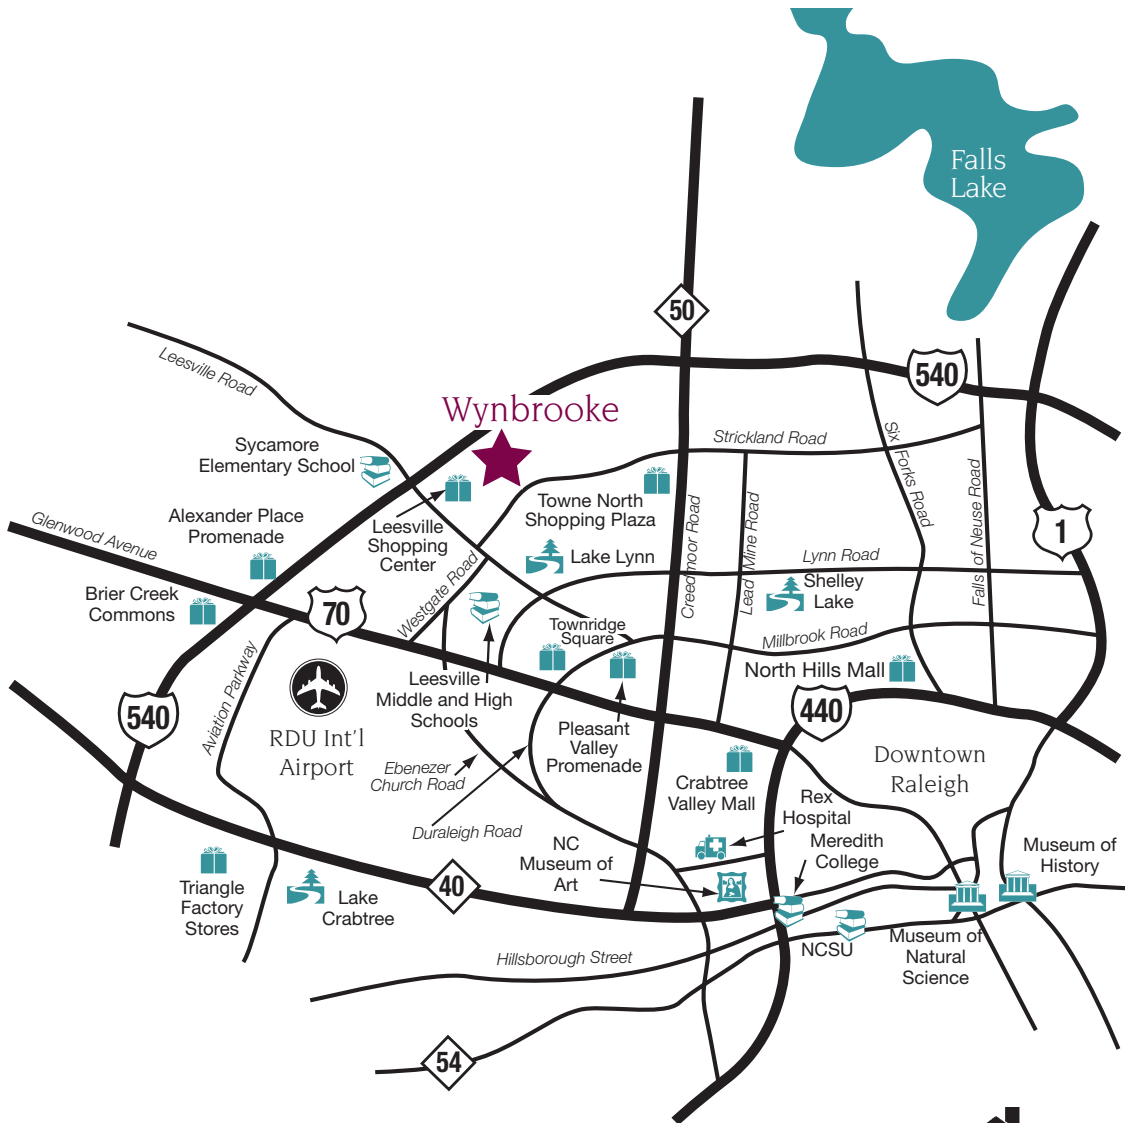 Falls
Lake
50
Leesville Road
540
Wynbrooke
Strickland Road
Six Forks Road
Sycamore
Elementary School
Towne North
Shopping Plaza
Alexander Place
Promenade
Leesville
Shopping
Center
Glenwood Avenue
Creedmoor Road
Lead Mine Road
Falls of Neuse Road
1
Lake Lynn
Lynn Road
Westgate Road
Shelley
Lake
Brier Creek
Commons
70
Townridge
Square
Millbrook Road
North Hills Mall
Aviation Parkway
Leesville
Middle and High
Schools
540
440
RDU Int'l
Airport
Pleasant
Valley
Promenade
Downtown
Raleigh
Ebenezer
Church Road
Crabtree
Valley Mall
Rex
Hospital
Duraleigh Road
Meredith
College
NC
Museum of
Art
Museum of
History
Triangle
Factory
Stores
Lake
Crabtree
40
NCSU
Museum of
Natural
Science
Hillsborough Street
54